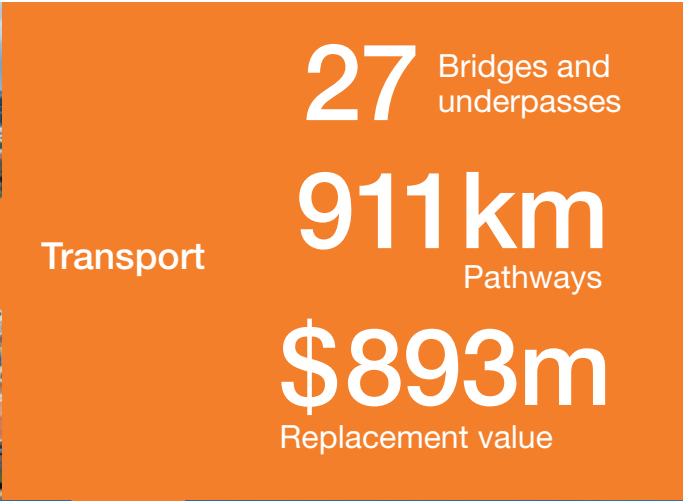 Transport
27
Bridges and
underpasses
911km
Pathways
$893m
Replacement value